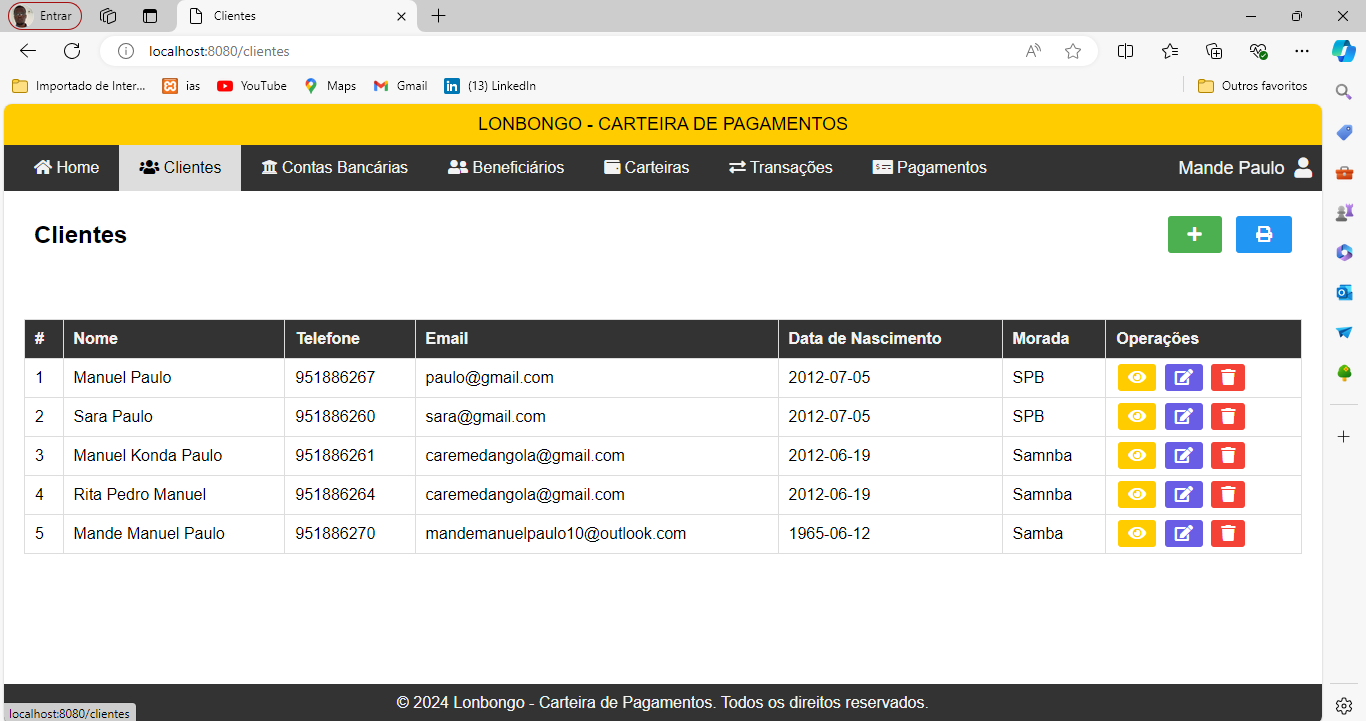 Entrar Clientes
localhost:8080/clientes
Importado de Inter... ias YouTube Maps Gmail (13) LinkedIn Outros favoritos
LONBONGO - CARTEIRA DE PAGAMENTOS
Home Clientes Contas Bancárias Beneficiários Carteiras Transações Pagamentos Mande Paulo
Clientes
# Nome Telefone Email Data de Nascimento Morada Operações
1 Manuel Paulo 951886267 paulo@gmail.com 2012-07-05 SPB
2 Sara Paulo 951886260 sara@gmail.com 2012-07-05 SPB
3 Manuel Konda Paulo 951886261 caremedangola@gmail.com 2012-06-19 Samnba
4 Rita Pedro Manuel 951886264 caremedangola@gmail.com 2012-06-19 Samnba
5 Mande Manuel Paulo 951886270 mandemanuelpaulo10@outlook.com 1965-06-12 Samba
© 2024 Lonbongo - Carteira de Pagamentos. Todos os direitos reservados.
localhost:8080/clientes